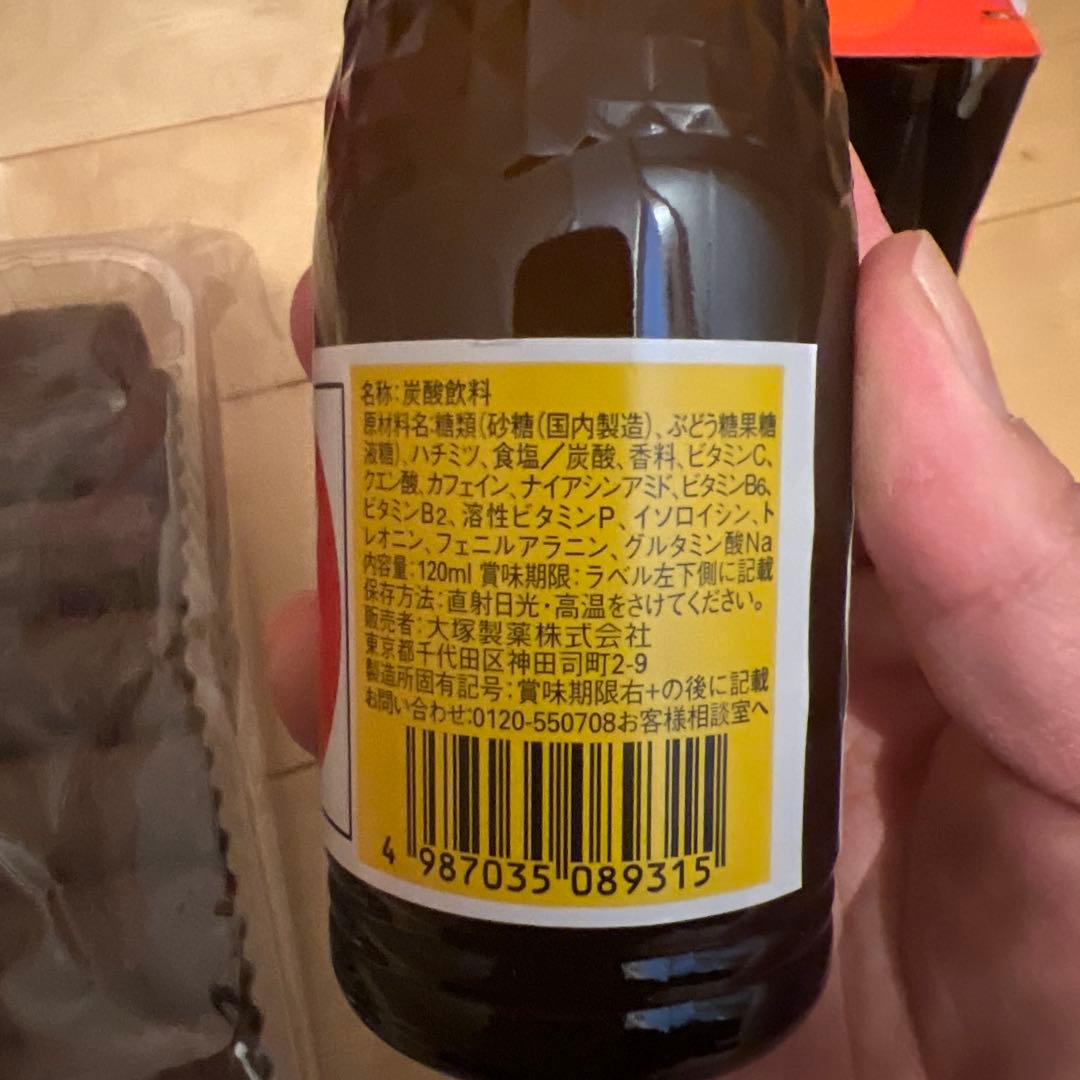 名称:炭酸飲料
原材料名:糖類(砂糖(国内製造)、ぶどう糖果糖
液糖)、ハチミツ、食塩/炭酸、香料、ビタミンC、
クエン酸、カフェイン、ナイアシンアミド、ビタミンB6、
ビタミンB2、溶性ビタミンP、イソロイシン、ト
レオニン、フェニルアラニン、グルタミン酸Na
内容量:120ml 賞味期限:ラベル左下側に記載
保存方法:直射日光・高温をさけてください。
販売者:大塚製薬株式会社
東京都千代田区神田司町2-9
製造所固有記号:賞味期限右+の後に記載
お問い合わせ:0120-550708お客様相談室へ
4 987035 089315